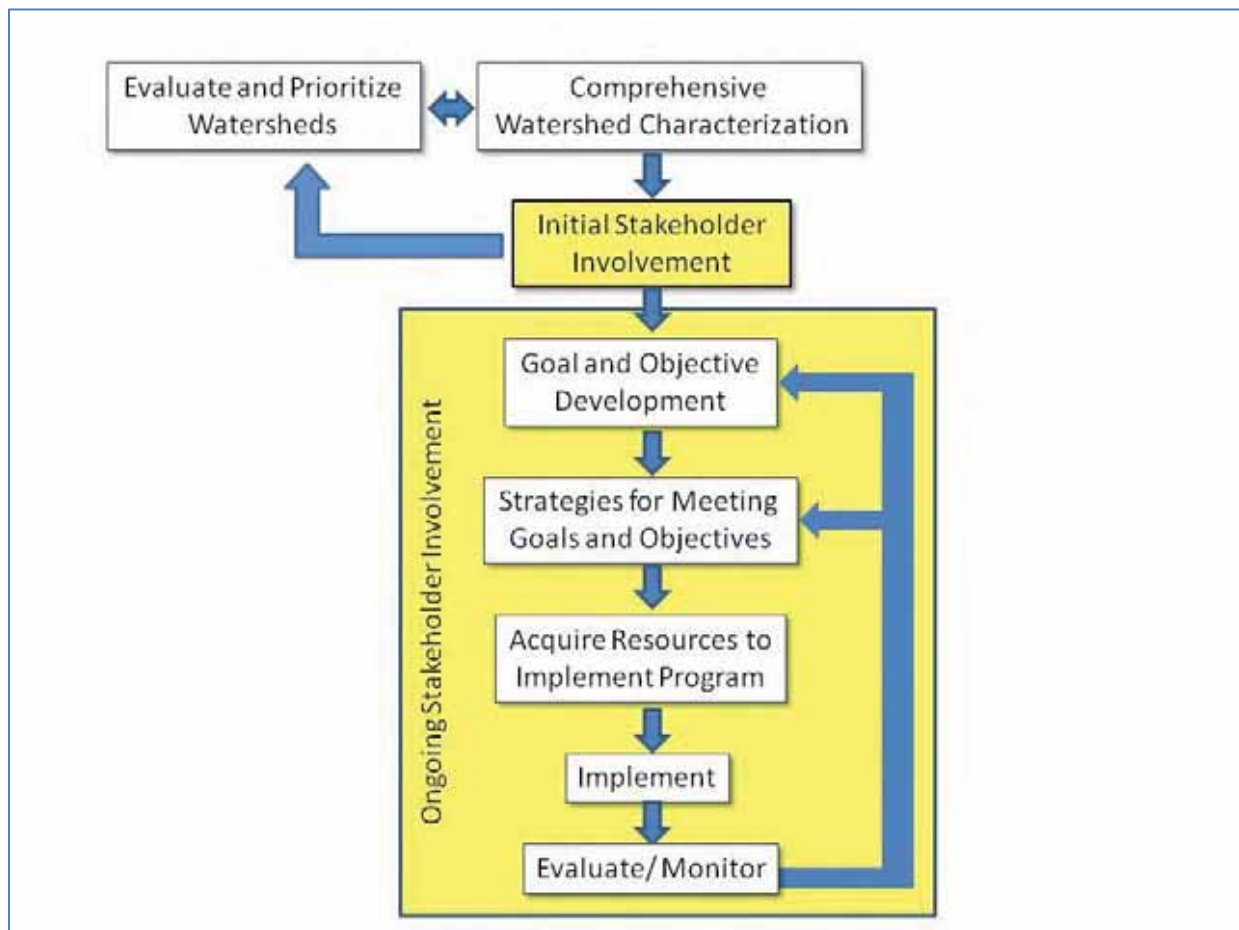 Evaluate and Prioritize
Watersheds
Comprehensive
Watershed Characterization
Initial Stakeholder
Involvement
Ongoing Stakeholder Involvement
Goal and Objective
Development
Strategies for Meeting
Goals and Objectives
Acquire Resources to
Implement Program
Implement
Evaluate/ Monitor